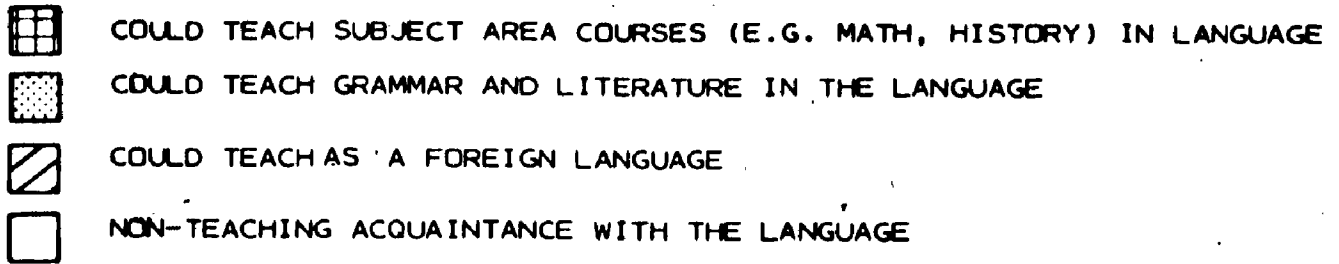 COULD TEACH SUBJECT AREA COURSES (E.G. MATH, HISTORY) IN LANGUAGE
COULD TEACH GRAMMAR AND LITERATURE IN THE LANGUAGE
COULD TEACH AS A FOREIGN LANGUAGE
NON-TEACHING ACQUAINTANCE WITH THE LANGUAGE